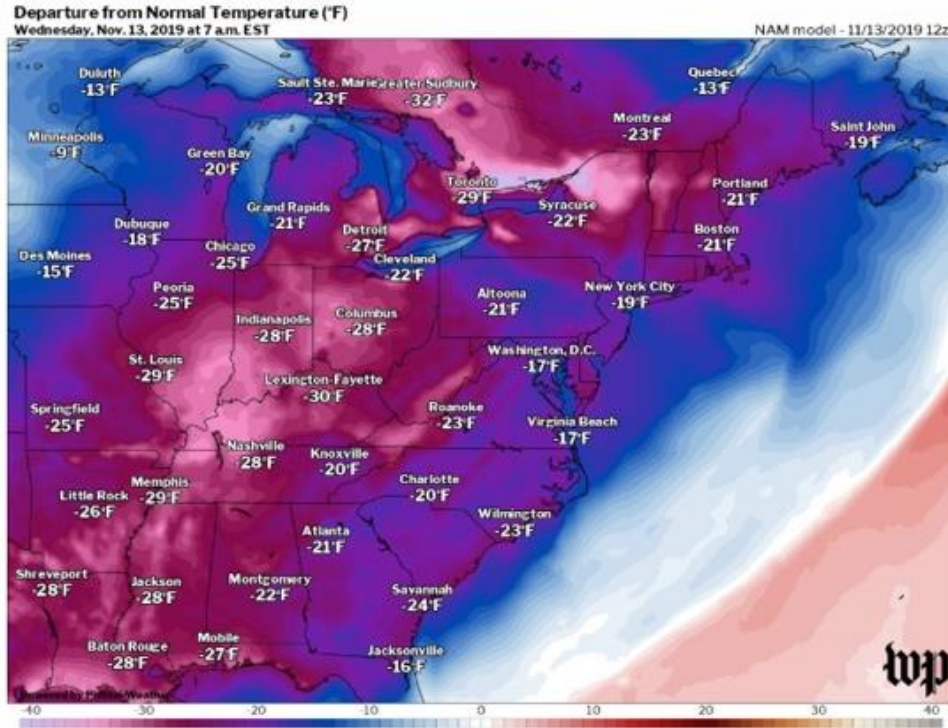 Departure from Normal Temperature (°F)
Wednesday, Nov. 13, 2019 at 7 a.m. EST
NAM model - 11/13/2019 12z
Duluth
-13°F
Sault Ste. Marie
-23°F
Greater Sudbury
-32°F
Quebec
-13°F
Minneapolis
-9°F
Green Bay
-20°F
Montreal
-23°F
Saint John
-19°F
Toronto
-29°F
Portland
-21°F
Grand Rapids
-21°F
Syracuse
-22°F
Dubuque
-18°F
Detroit
-27°F
Boston
-21°F
Des Moines
-15°F
Chicago
-25°F
Cleveland
-22°F
Peoria
-25°F
Altoona
-21°F
New York City
-19°F
Indianapolis
-28°F
Columbus
-28°F
St. Louis
-29°F
Washington, D.C.
-17°F
Lexington-Fayette
-30°F
Springfield
-25°F
Roanoke
-23°F
Virginia Beach
-17°F
Nashville
-28°F
Knoxville
-20°F
Memphis
-29°F
Little Rock
-26°F
Charlotte
-20°F
Wilmington
-23°F
Atlanta
-21°F
Shreveport
-28°F
Jackson
-28°F
Montgomery
-22°F
Savannah
-24°F
Baton Rouge
-28°F
Mobile
-27°F
Jacksonville
-16°F
wp
-40 -30 -20 -10 0 10 20 30 40